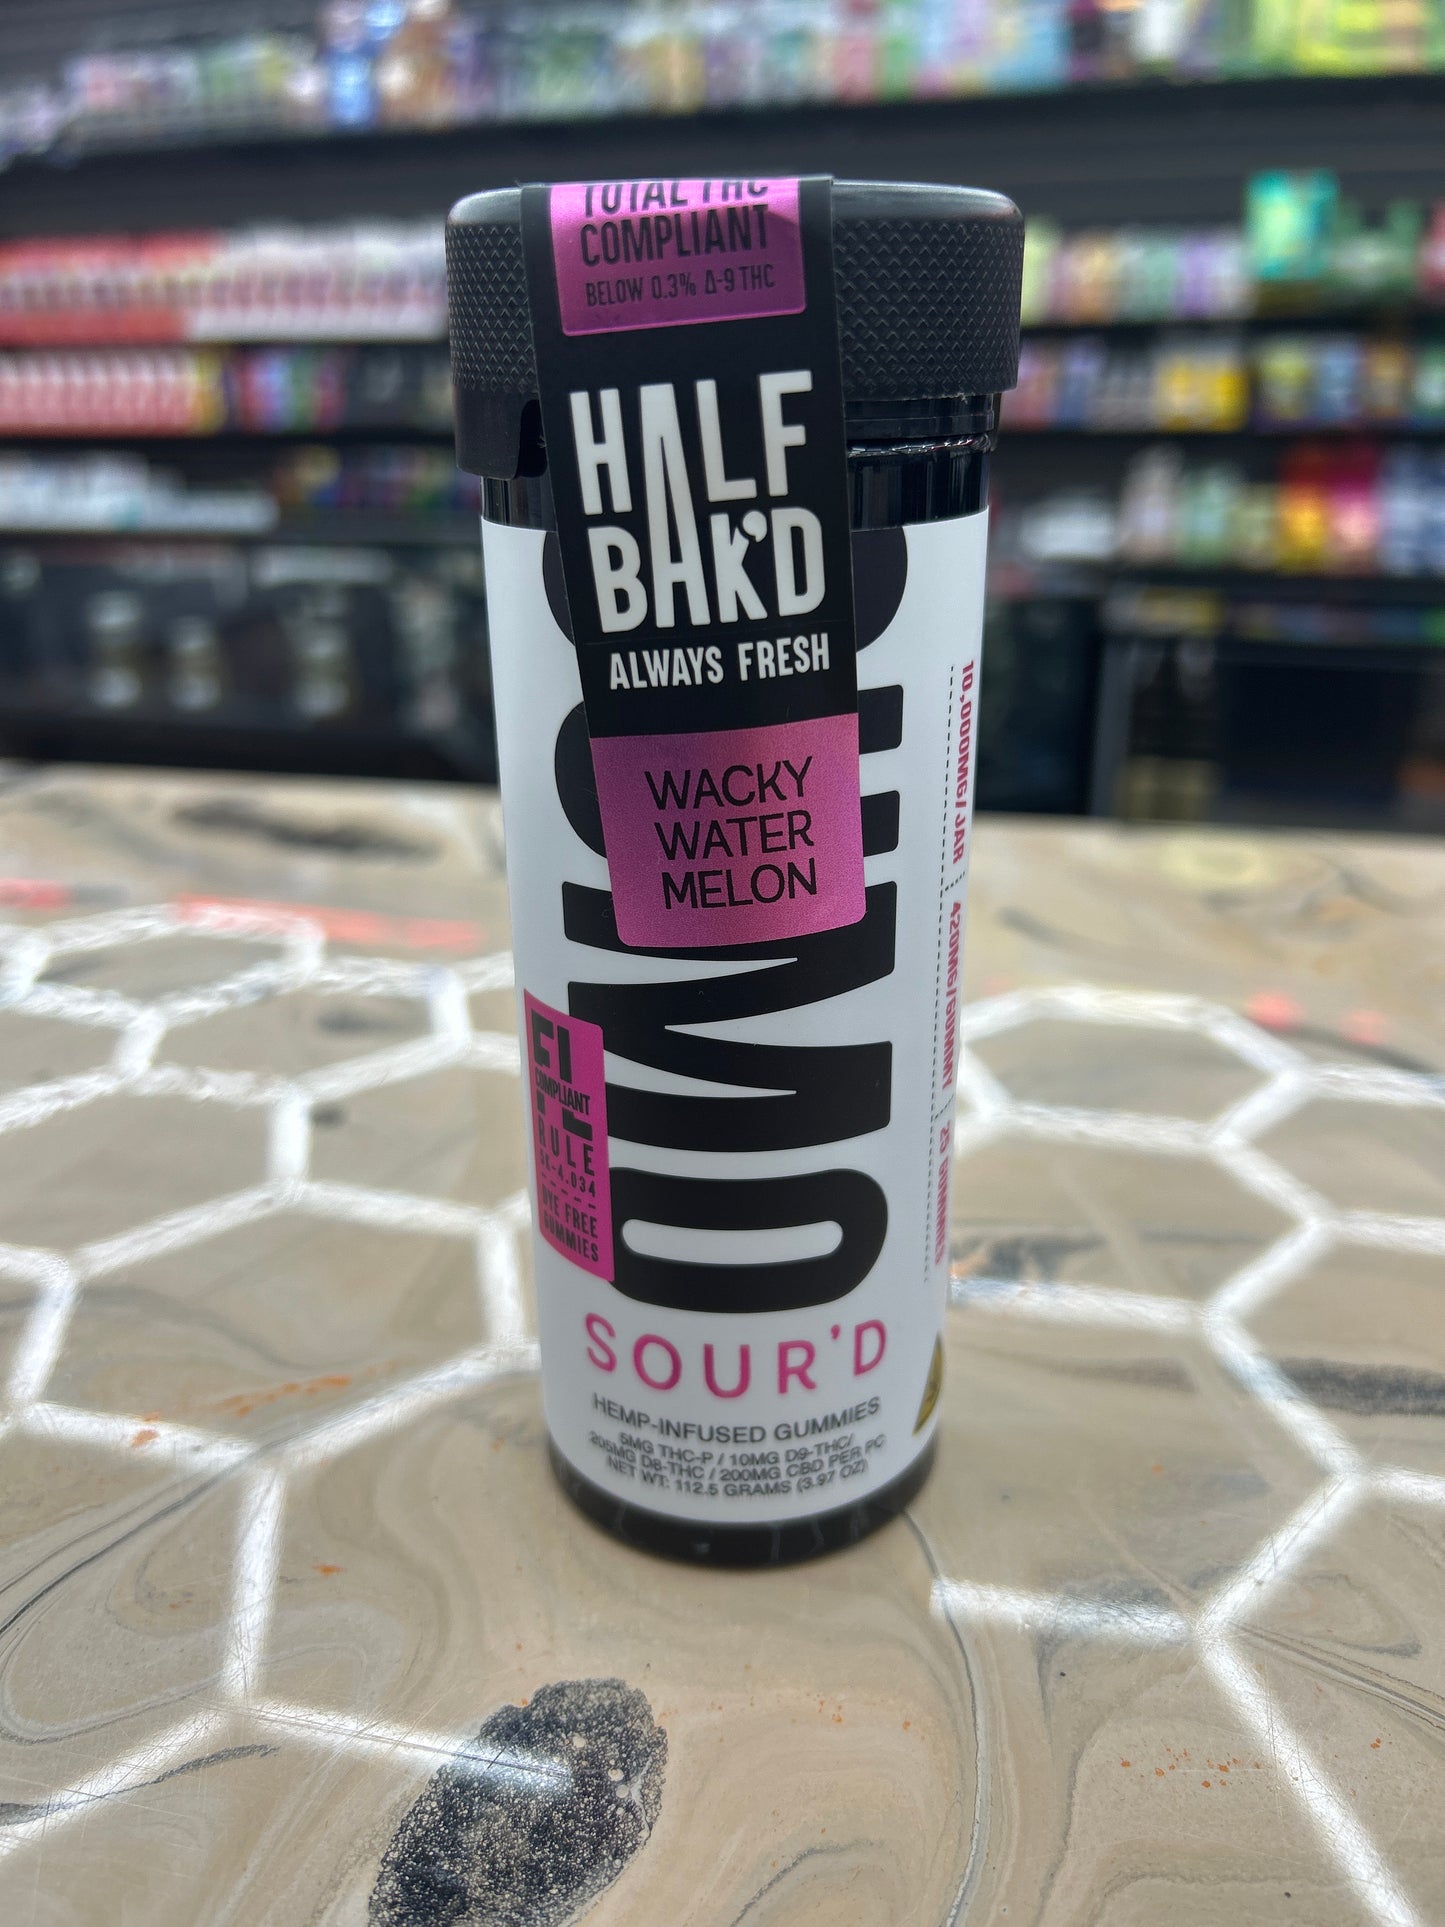 TOTAL THC
COMPLIANT
BELOW 0.3% Δ-9 THC
HALF
BAK'D
ALWAYS FRESH
WACKY
WATER
MELON
10,000MG/JAR
420MG/GUMMY
25 GUMMIES
FL
COMPLIANT
RULE
5K-4.034
DYE FREE
GUMMIES
SOUR'D
HEMP-INFUSED GUMMIES
5MG THC-P / 10MG D9-THC/
205MG D8-THC / 200MG CBD PER PC
NET WT: 112.5 GRAMS (3.97 OZ)